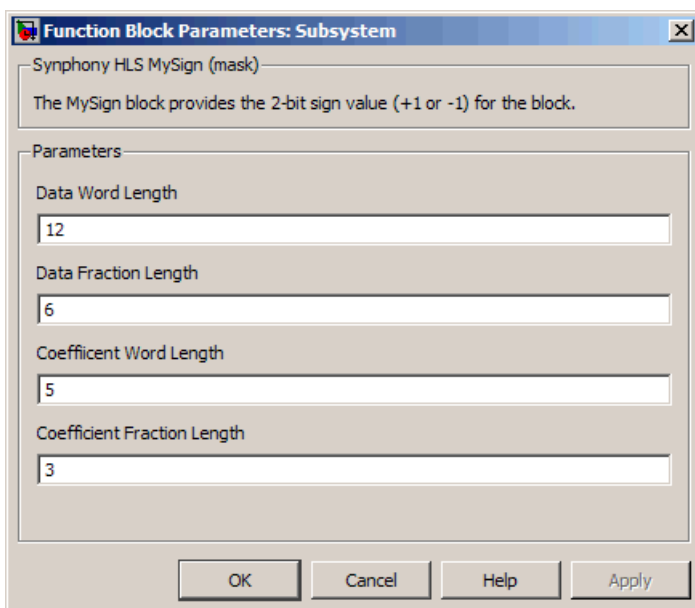 Function Block Parameters: Subsystem
Synphony HLS MySign (mask)
The MySign block provides the 2-bit sign value (+1 or -1) for the block.
Parameters
Data Word Length
12
Data Fraction Length
6
Coeffiicent Word Length
5
Coefficient Fraction Length
3
OK Cancel Help Apply